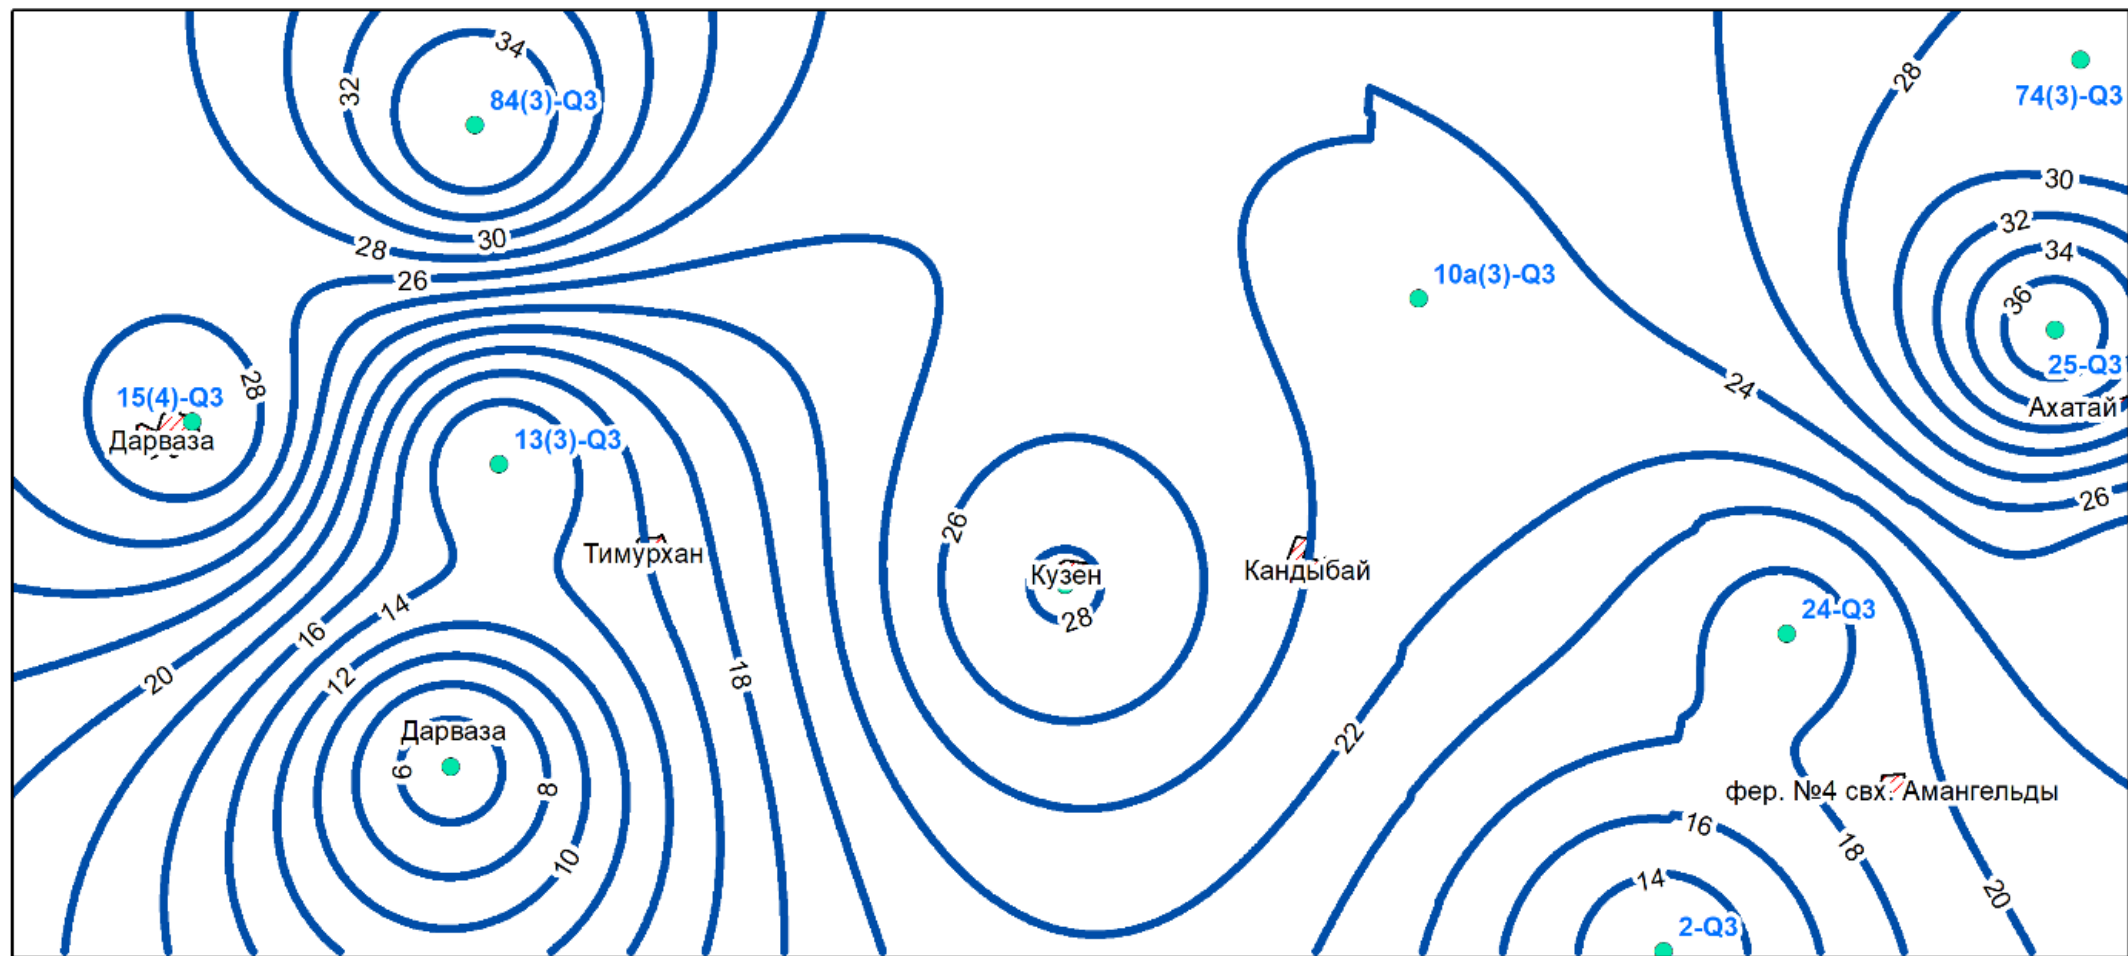 34
32
84(3)-Q3
28
74(3)-Q3
30
32
28
30
34
26
10а(3)-Q3
36
25-Q3
28
15(4)-Q3
24
Ахатай
Дарваза
13(3)-Q3
26
26
Тимурхан
Кузен
Кандыбай
14
28
24-Q3
16
12
20
18
Дарваза
22
6
8
фер. №4 свх. Амангельды
16
18
10
14
20
2-Q3